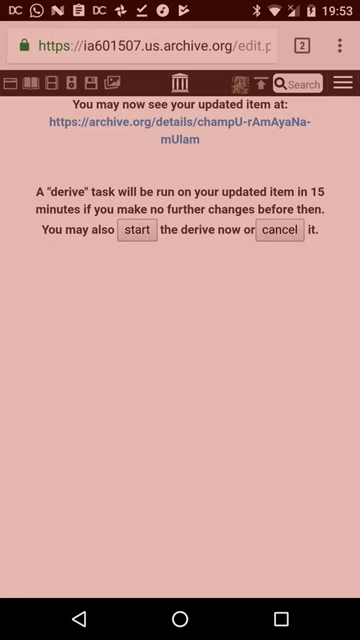 DC DC 19:53
https://ia601507.us.archive.org/edit.p 2
Search
You may now see your updated item at:
https://archive.org/details/champU-rAmAyaNa-
mUlam
A "derive" task will be run on your updated item in 15
minutes if you make no further changes before then.
You may also start the derive now or cancel it.